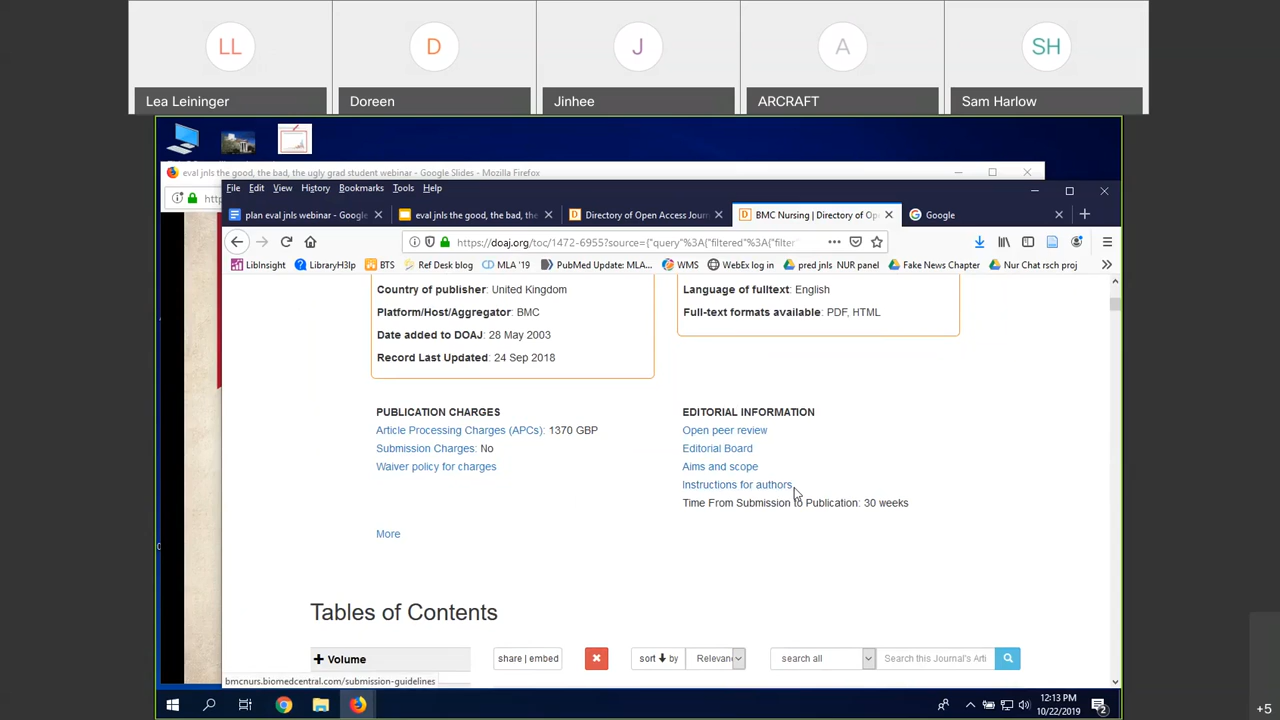 LL
D
J
A
SH
Lea Leininger
Doreen
Jinhee
ARCRAFT
Sam Harlow
eval jnls the good, the bad, the ugly grad student webinar - Google Slides - Mozilla Firefox
File Edit View History Bookmarks Tools Help
plan eval jnls webinar - Google
eval jnls the good, the bad, the
Directory of Open Access Journ
BMC Nursing | Directory of Op
Google
https://doaj.org/toc/1472-6955?source={"query"%3A{"filtered"%3A{"filter
LibInsight LibraryH3lp BTS Ref Desk blog MLA '19 PubMed Update: MLA... WMS WebEx log in pred jnls NUR panel Fake News Chapter Nur Chat rsch proj
Country of publisher: United Kingdom
Platform/Host/Aggregator: BMC
Date added to DOAJ: 28 May 2003
Record Last Updated: 24 Sep 2018
Language of fulltext: English
Full-text formats available: PDF, HTML
PUBLICATION CHARGES
Article Processing Charges (APCs): 1370 GBP
Submission Charges: No
Waiver policy for charges
More
EDITORIAL INFORMATION
Open peer review
Editorial Board
Aims and scope
Instructions for authors
Time From Submission to Publication: 30 weeks
Tables of Contents
Volume
share | embed
sort by
search all
Search this Journal's Arti
bmcnurs.biomedcentral.com/submission-guidelines
12:13 PM
10/22/2019
2
+5